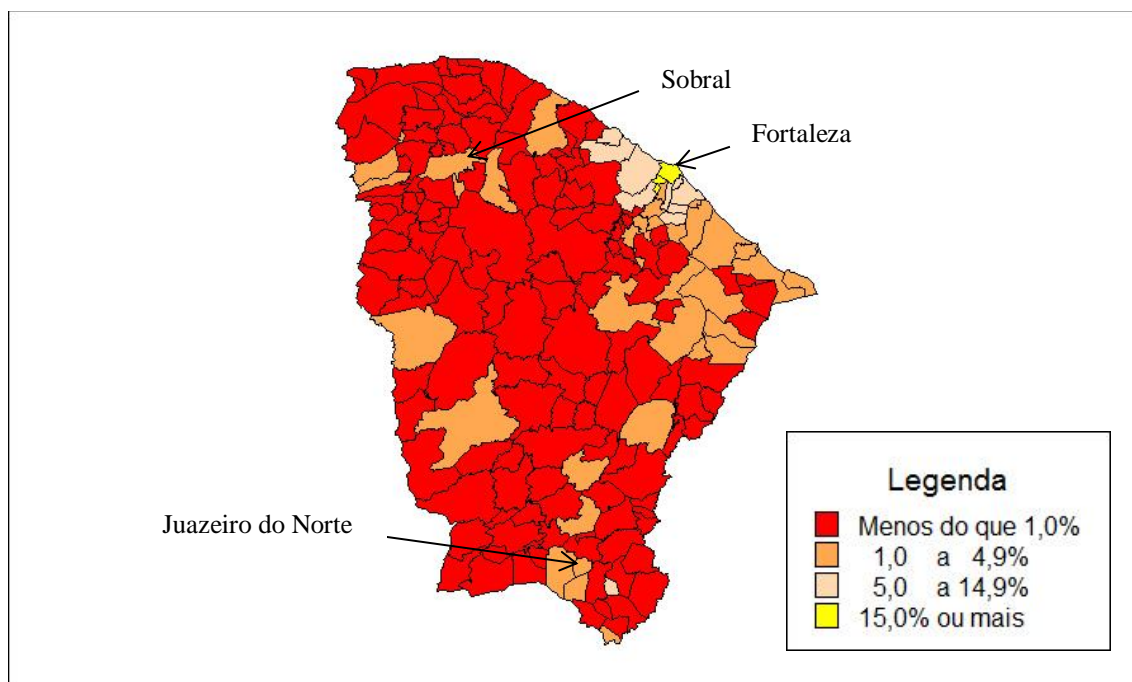 Sobral
Fortaleza
Juazeiro do Norte
Legenda
Menos do que 1,0%
1,0 a 4,9%
5,0 a 14,9%
15,0% ou mais